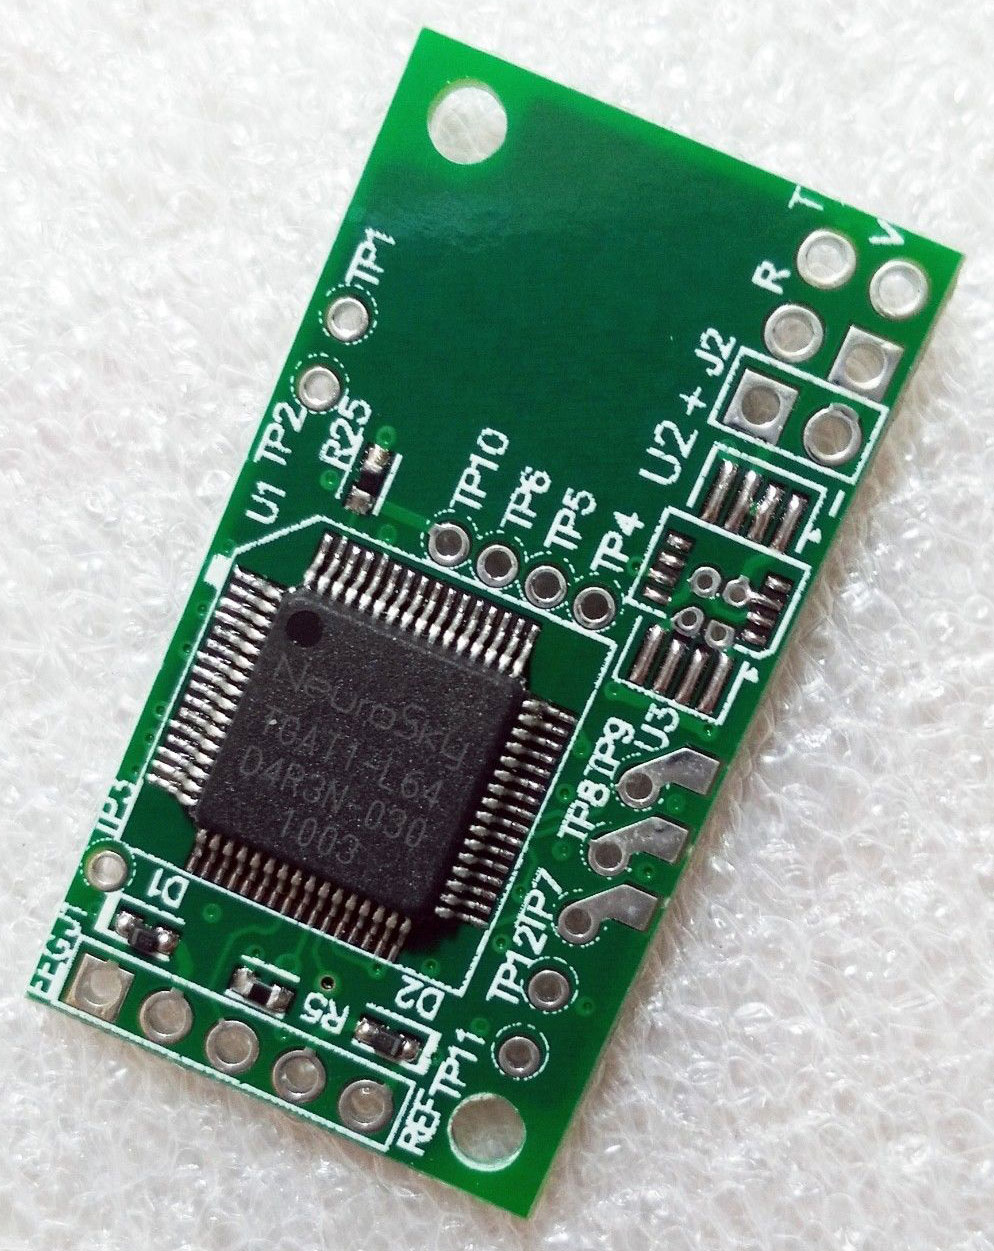 T
V
R
TP1
J2
+
U2
TP2
R25
U1
TP10
TP6
TP5
TP4
NeuroSky
TGAT1-L64
D4R3N-030
1003
U3
TP9
TP8
TP7
TP3
D1
TP12
D2
R5
TP11
REF